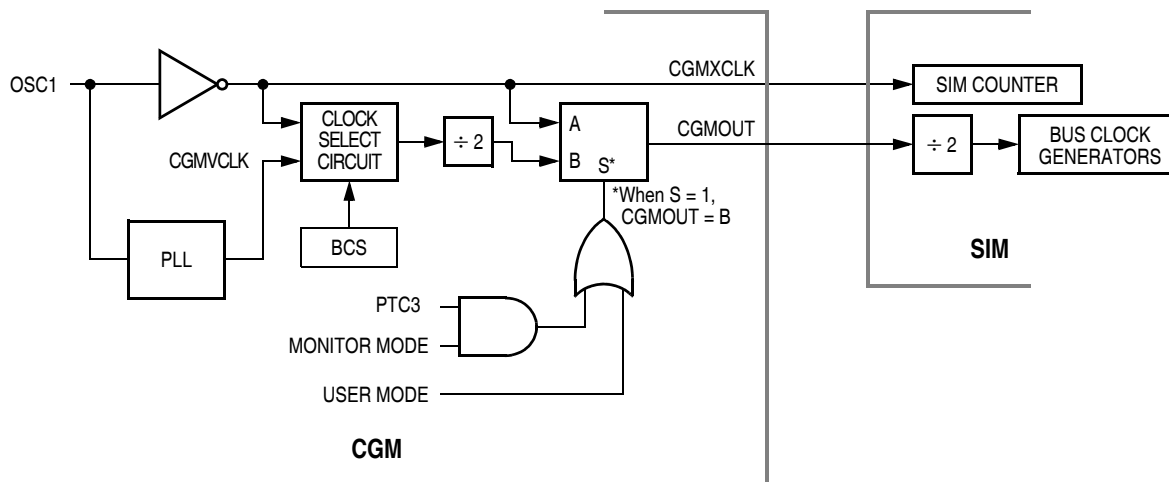 OSC1
CGMXCLK
SIM COUNTER
CLOCK
SELECT
CIRCUIT
÷ 2
A
B
S*
CGMOUT
÷ 2
BUS CLOCK
GENERATORS
CGMVCLK
*When S = 1,
CGMOUT = B
PLL
BCS
SIM
PTC3
MONITOR MODE
USER MODE
CGM